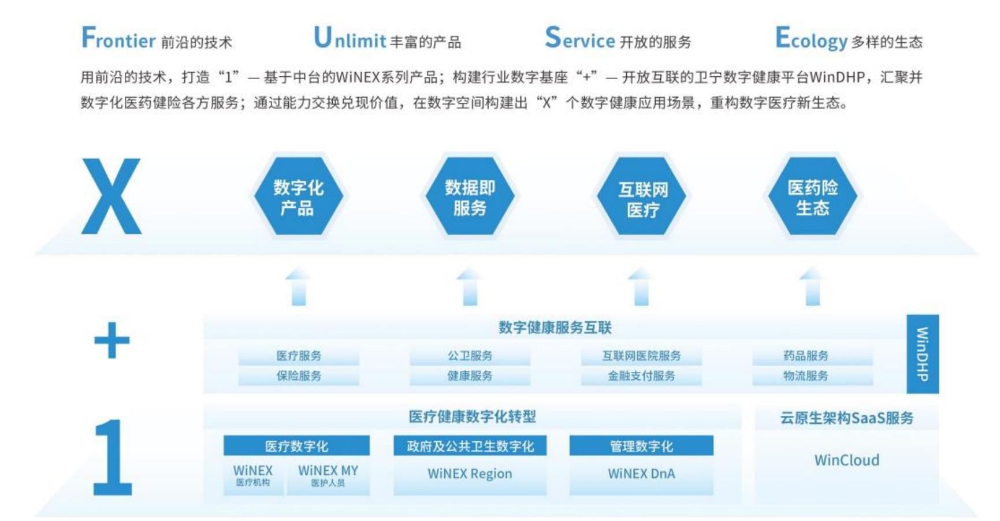 Frontier 前沿的技术
Unlimit 丰富的产品
Service 开放的服务
Ecology 多样的生态
用前沿的技术，打造“1”— 基于中台的WiNEX系列产品；构建行业数字基座“+”— 开放互联的卫宁数字健康平台WinDHP，汇聚并
数字化医药健险各方服务；通过能力交换兑现价值，在数字空间构建出“X”个数字健康应用场景，重构数字医疗新生态。
X
数字化
产品
数据即
服务
互联网
医疗
医药险
生态
+
数字健康服务互联
医疗服务
公卫服务
互联网医院服务
药品服务
保险服务
健康服务
金融支付服务
物流服务
WinDHP
1
医疗健康数字化转型
医疗数字化
WiNEX
医疗机构
WiNEX MY
医护人员
政府及公共卫生数字化
WiNEX Region
管理数字化
WiNEX DnA
云原生架构SaaS服务
WinCloud